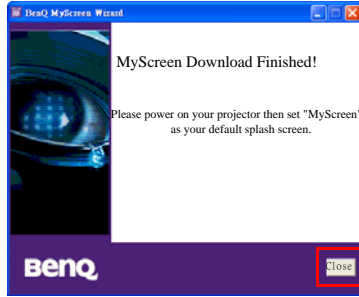 BenQ MyScreen Wizard
MyScreen Download Finished!
Please power on your projector then set "MyScreen"
as your default splash screen.
BenQ
Close